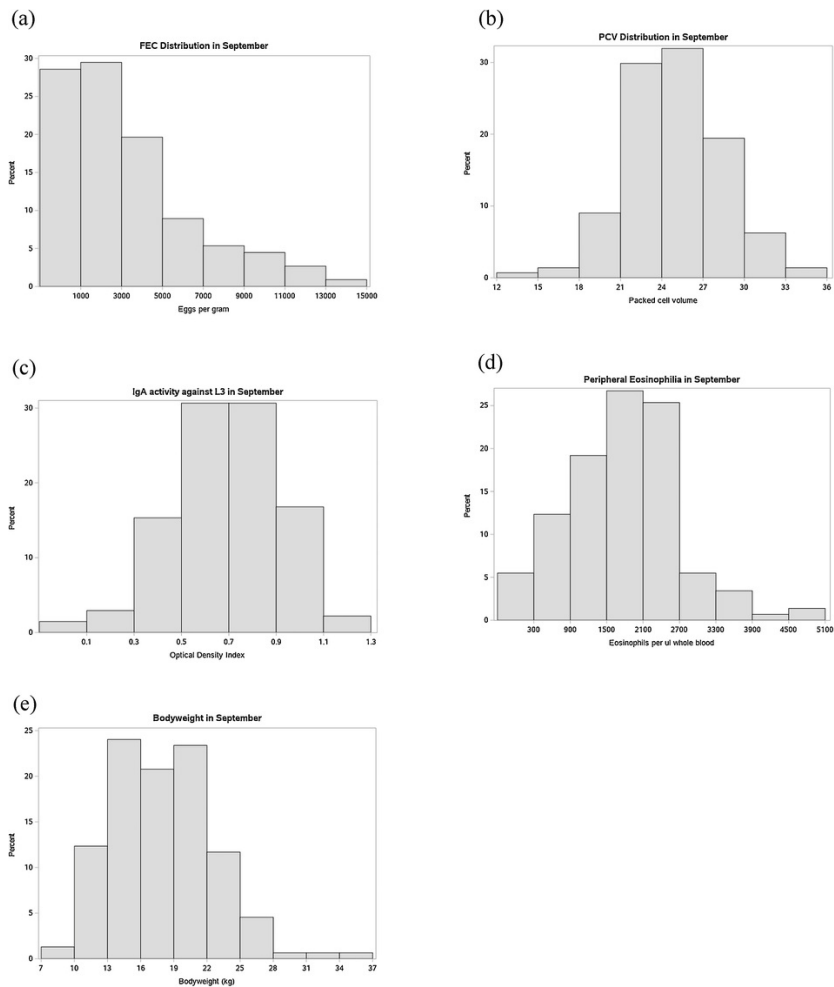 (a)
FEC Distribution in September
30
25
20
15
10
5
0
Percent
1000 3000 5000 7000 9000 11000 13000 15000
Eggs per gram
(b)
PCV Distribution in September
30
20
10
0
Percent
12 15 18 21 24 27 30 33 36
Packed cell volume
(c)
IgA activity against L3 in September
30
20
10
0
Percent
0.1 0.3 0.5 0.7 0.9 1.1 1.3
Optical Density Index
(d)
Peripheral Eosinophilia in September
25
20
15
10
5
0
Percent
300 900 1500 2100 2700 3300 3900 4500 5100
Eosinophils per ul whole blood
(e)
Bodyweight in September
25
20
15
10
5
0
Percent
7 10 13 16 19 22 25 28 31 34 37
Bodyweight (kg)